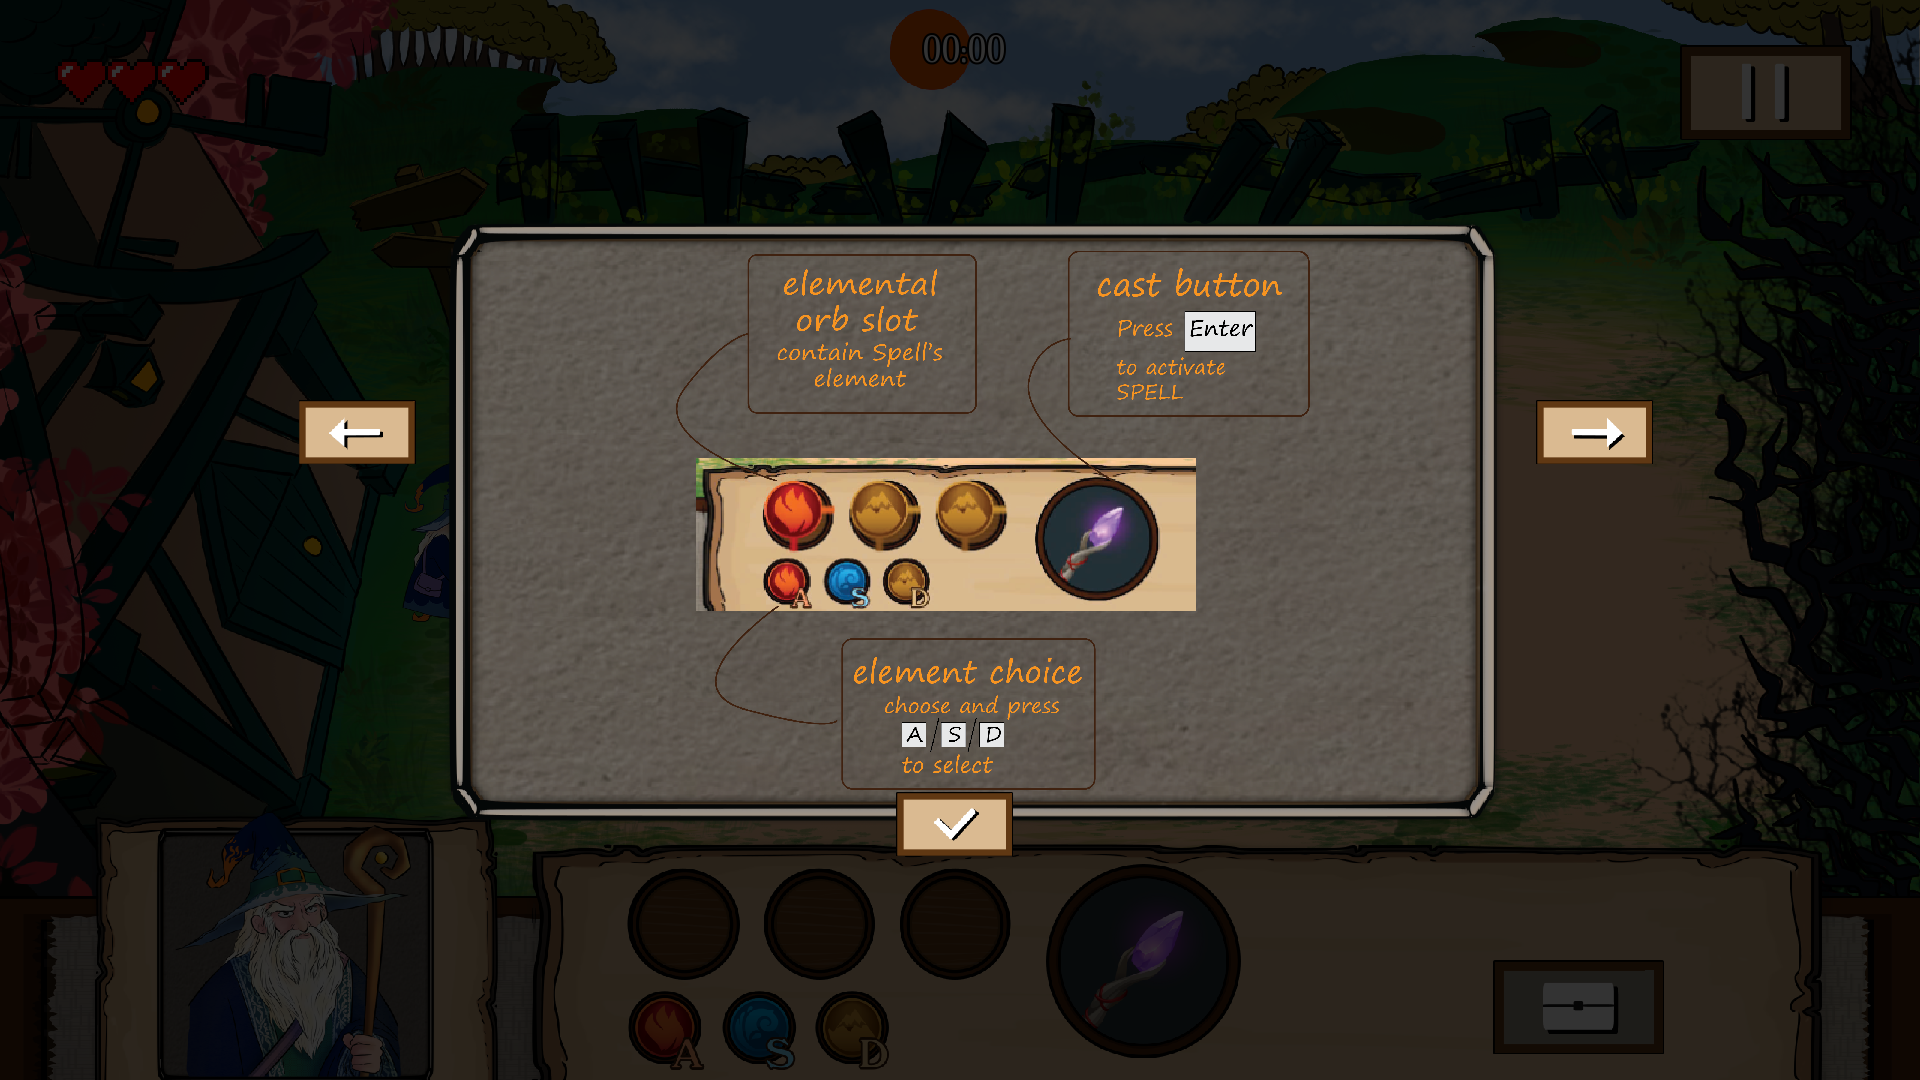 00:00
elemental
orb slot
contain Spell's
element
cast button
Press Enter
to activate
SPELL
A S D
element choice
choose and press
A / S / D
to select
A S D